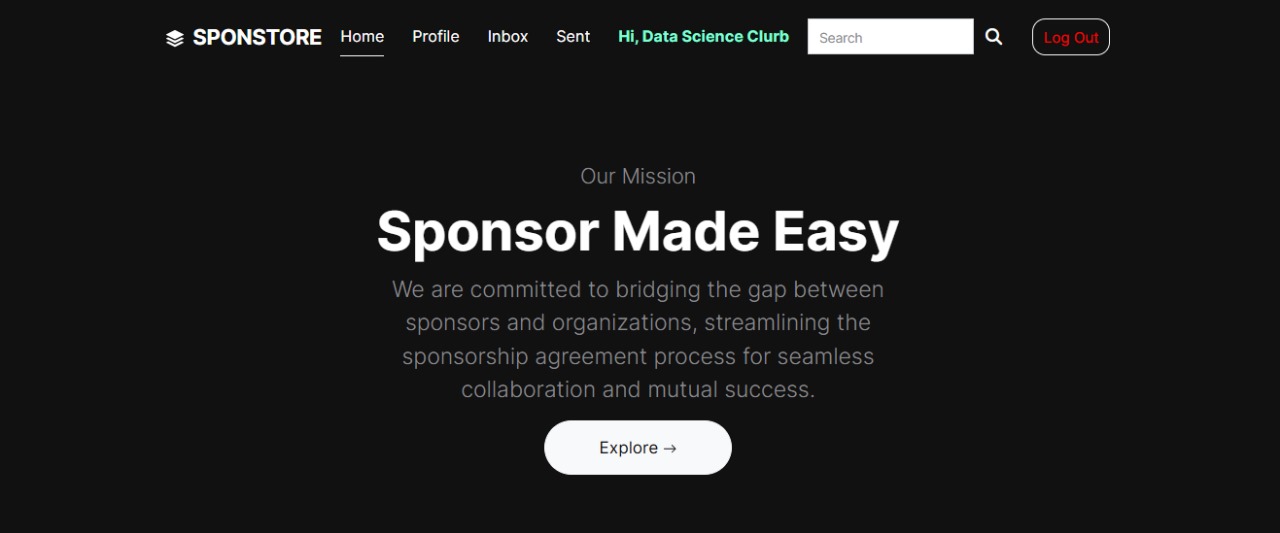 SPONSTORE Home Profile Inbox Sent Hi, Data Science Clurb Search Log Out
Our Mission
Sponsor Made Easy
We are committed to bridging the gap between
sponsors and organizations, streamlining the
sponsorship agreement process for seamless
collaboration and mutual success.
Explore →